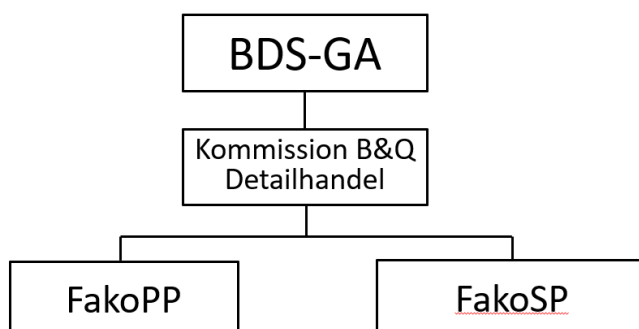 BDS-GA
Kommission B&Q
Detailhandel
FakoPP
FakoSP